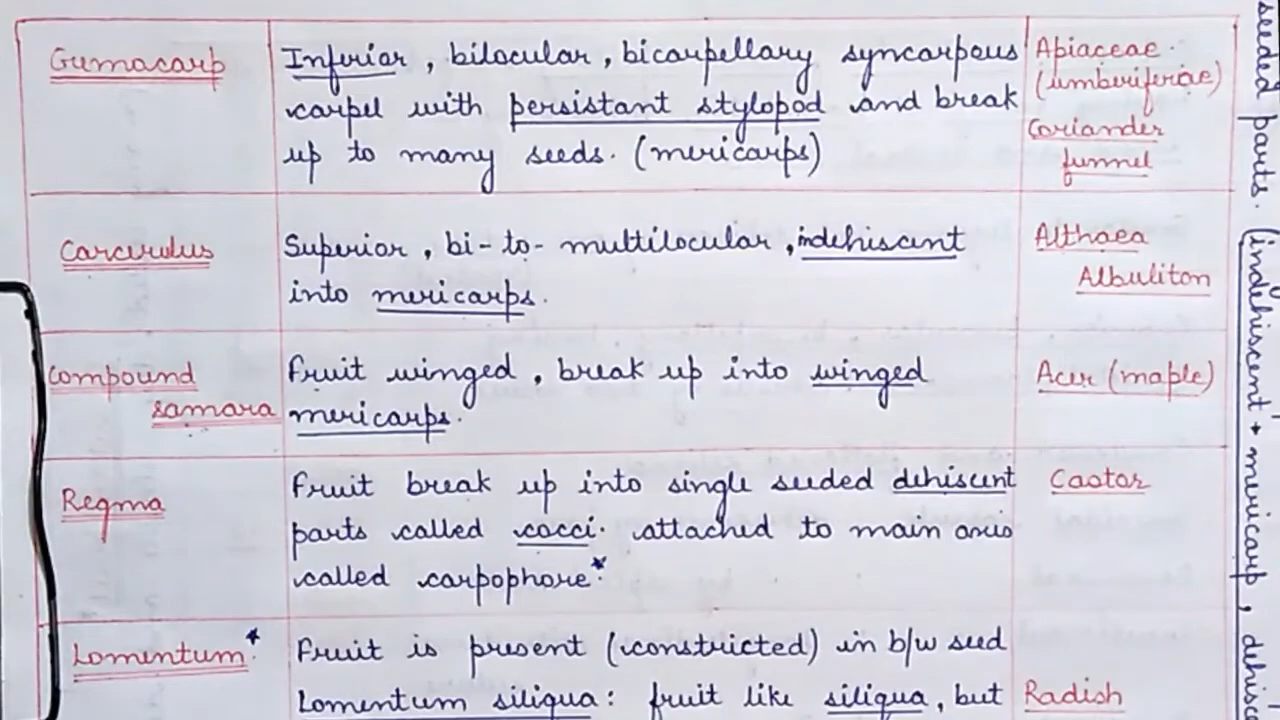 Gumacarp
Inferior, bilocular, bicarpellary syncarpous
carpel with persistant stylopod and break
up to many seeds. (mericarps)
Apiaceae.
(umberiferae)
Coriander
funnel
Carcerulus
Superior, bi-to-multilocular, indehiscent
into mericarps.
Althaea
Albuliton
Compound
samara
Fruit winged, break up into winged
mericarps.
Acer (maple)
Regma
Fruit break up into single seeded dehiscent
parts called cocci. attached to main axis
called carpophore*.
Castor
Lomentum.*
Fruit is present (constricted) in b/w seed
Lomentum siliqua: fruit like siliqua, but
Radish
seeded parts. (indehiscent + mericarp, dehisce